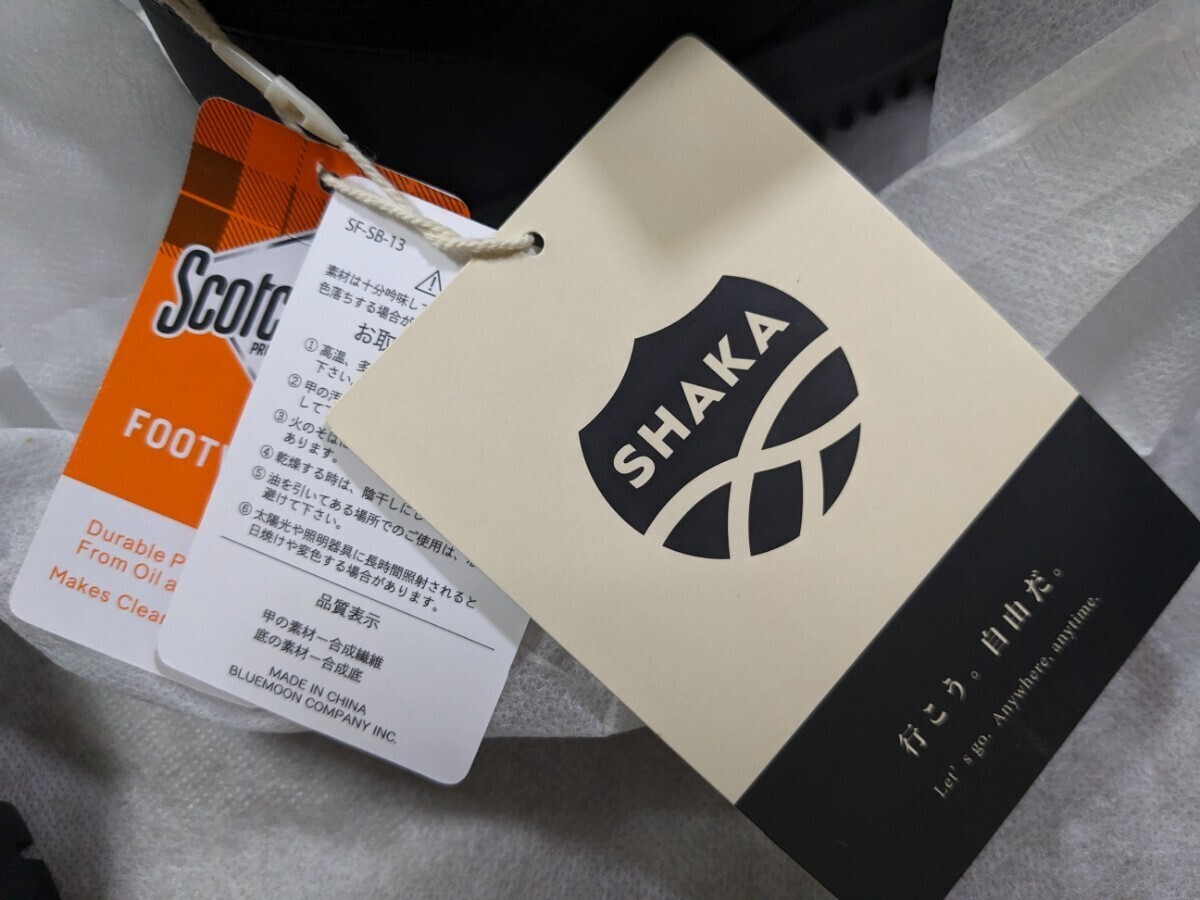 Scotc
PR
FOOT
Durable P
From Oil a
Makes Clea
SF-SB-13
素材は十分吟味し
色落ちする場合が
お取
① 高温、多
下さい。
② 甲の汚
して
③ 火のそばに
あります。
④ 乾燥する時は、陰干しにし
⑤ 油を引いてある場所でのご使用は、
避けて下さい。
⑥ 太陽光や照明器具に長時間照射されると
日焼けや変色する場合があります。
品質表示
甲の素材ー合成繊維
底の素材ー合成底
MADE IN CHINA
BLUEMOON COMPANY INC.
SHAKA
行こう。自由だ。
Let's go. Anywhere, anytime.